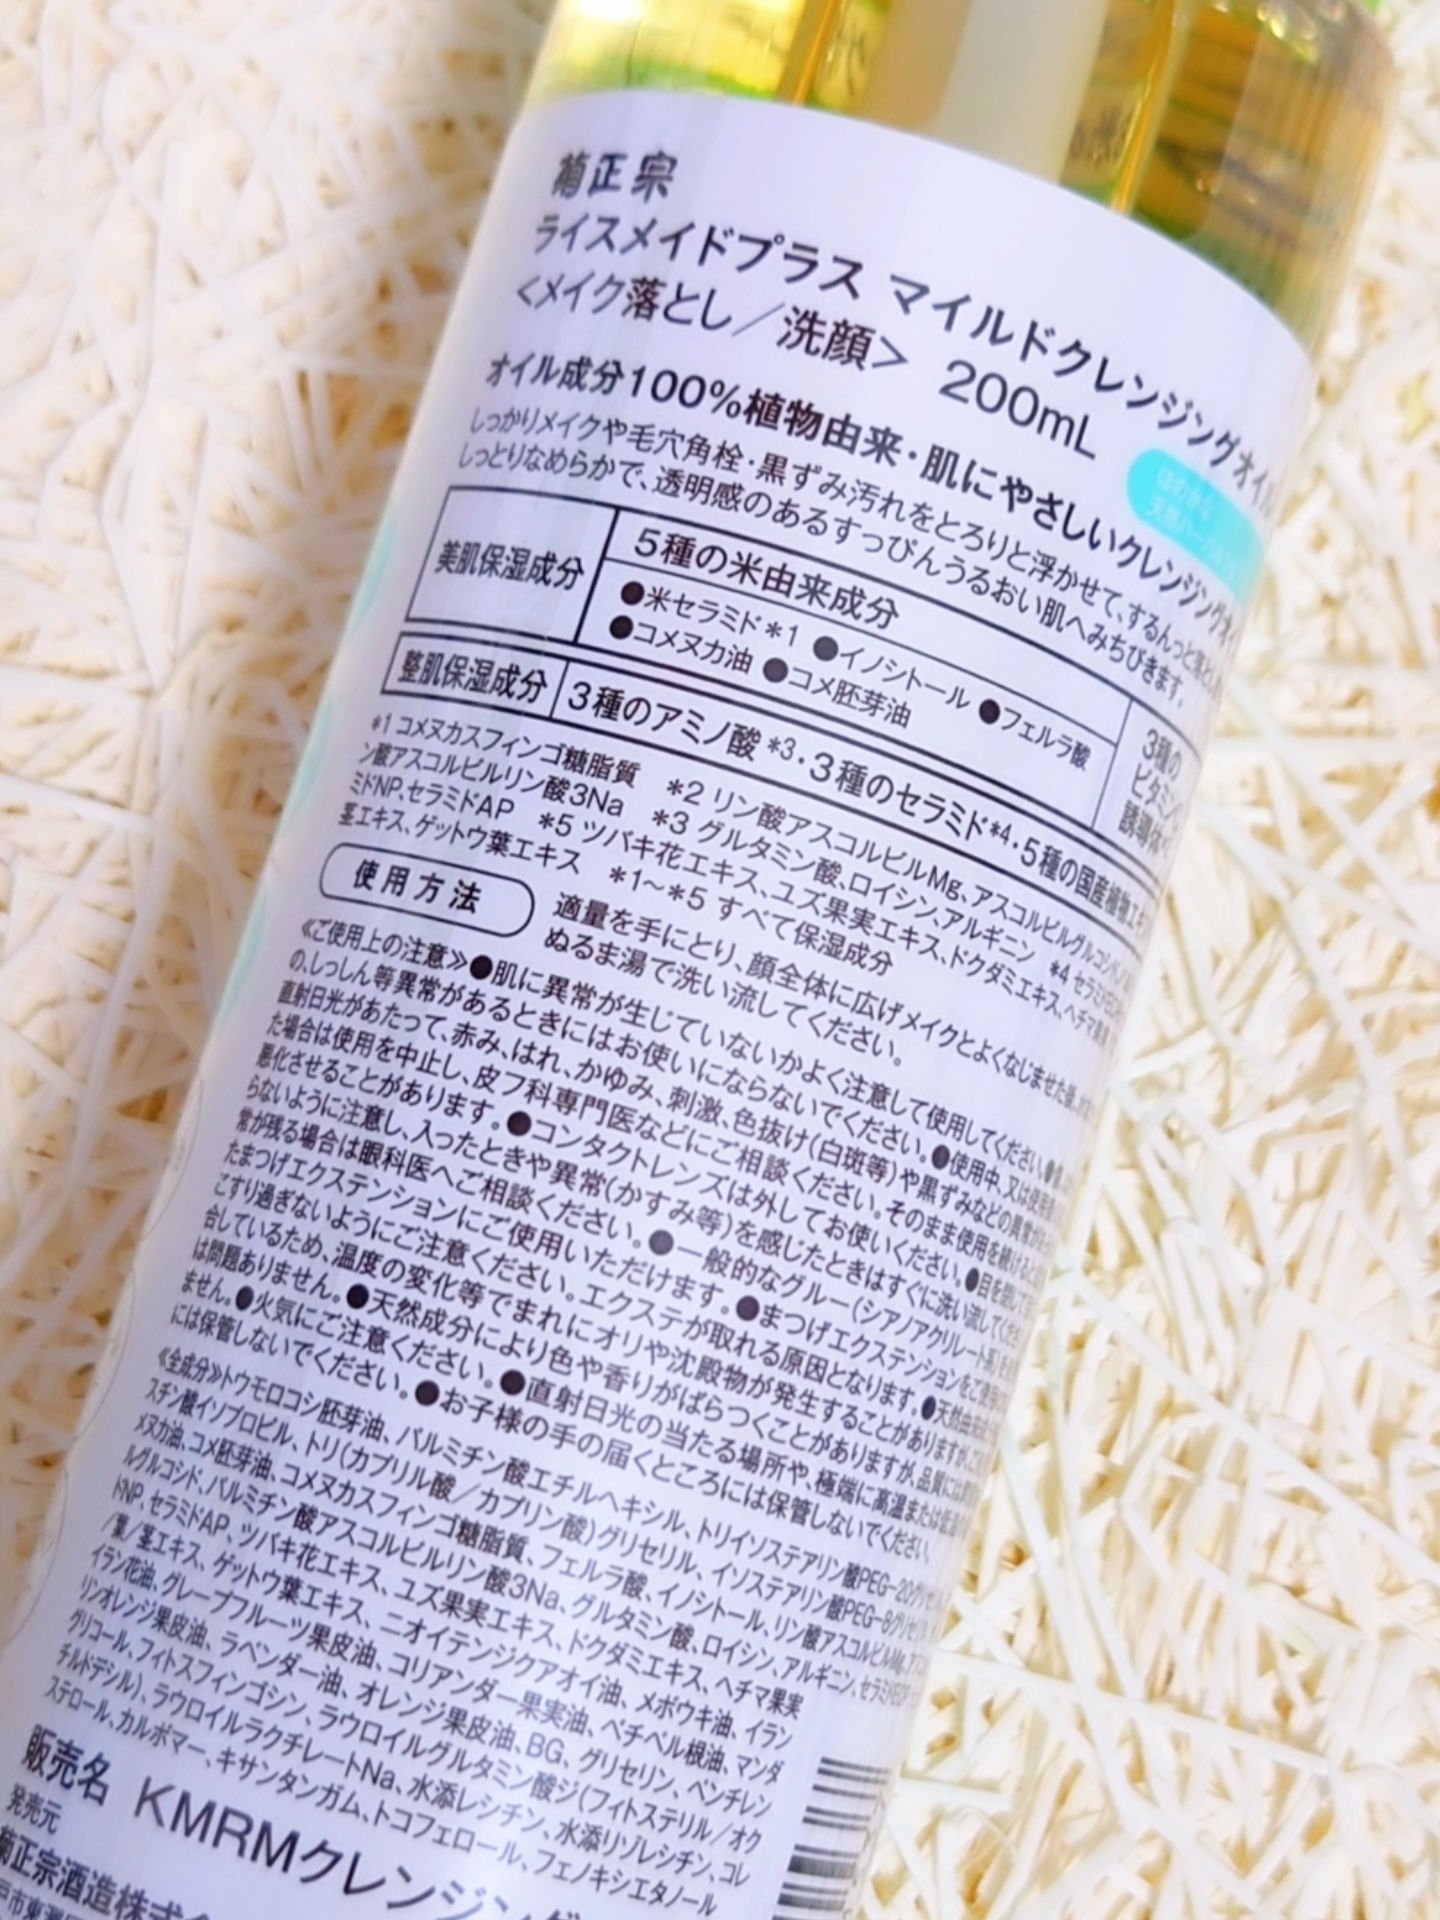 菊正宗
ライスメイドプラス マイルドクレンジングオイル
<メイク落とし／洗顔> 200mL
ほのかな
天然ハーバル
オイル成分100%植物由来・肌にやさしいクレンジングオイ
しっかりメイクや毛穴角栓・黒ずみ汚れをとろりと浮かせて、するんっと落とし
しっとりなめらかで、透明感のあるすっぴんうるおい肌へみちびきます。
美肌保湿成分
5種の米由来成分
●米セラミド*1 ●イノシトール ●フェルラ酸
●コメヌカ油 ●コメ胚芽油
3種の
ビタミン
誘導体
整肌保湿成分
3種のアミノ酸*3・3種のセラミド*4・5種の国産植物エキ
*1 コメヌカスフィンゴ糖脂質 *2 リン酸アスコルビルMg、アスコルビルグルコシド、
ン酸アスコルビルリン酸3Na *3 グルタミン酸、ロイシン、アルギニン *4 セラミド
ミドNP、セラミドAP *5 ツバキ花エキス、ユズ果実エキス、ドクダミエキス、ヘチマ果実
茎エキス、ゲットウ葉エキス *1～*5 すべて保湿成分
使用方法
適量を手にとり、顔全体に広げメイクとよくなじませた後、
ぬるま湯で洗い流してください。
≪ご使用上の注意≫●肌に異常が生じていないかよく注意して使用してください。●
の、しっしん等異常があるときにはお使いにならないでください。●使用中、又は使用
直射日光があたって、赤み、はれ、かゆみ、刺激、色抜け(白斑等)や黒ずみなどの異常が
た場合は使用を中止し、皮フ科専門医などにご相談ください。そのまま使用を続けると
悪化させることがあります。●コンタクトレンズは外してお使いください。●目を
らないように注意し、入ったときや異常(かすみ等)を感じたときはすぐに洗い流して
常が残る場合は眼科医へご相談ください。●一般的なグルー(シアノアクリレート系)を
たまつげエクステンションにご使用いただけます。●まつげエクステンションをご使用
こすり過ぎないようにご注意ください。エクステが取れる原因となります。●天然由来
合しているため、温度の変化等でまれにオリや沈殿物が発生することがありますが、
は問題ありません。●天然成分により色や香りがばらつくことがありますが、品質には
ません。●火気にご注意ください。●直射日光の当たる場所や、極端に高温または低温
には保管しないでください。●お子様の手の届くところには保管しないでください。
≪全成分≫トウモロコシ胚芽油、パルミチン酸エチルヘキシル、トリイソステアリン酸PEG-20グリセ
スチン酸イソプロピル、トリ(カプリル酸／カプリン酸)グリセリル、イソステアリン酸PEG-8グリセリル、
メヌカ油、コメ胚芽油、コメヌカスフィンゴ糖脂質、フェルラ酸、イノシトール、リン酸アスコルビルMg、
ルグルコシド、パルミチン酸アスコルビルリン酸3Na、グルタミン酸、ロイシン、アルギニン、セラミド
ドNP、セラミドAP、ツバキ花エキス、ユズ果実エキス、ドクダミエキス、ヘチマ果実
/葉/茎エキス、ゲットウ葉エキス、ニオイテンジクアオイ油、メボウキ油、イラン
イラン花油、グレープフルーツ果皮油、コリアンダー果実油、ベチベル根油、マンダ
リンオレンジ果皮油、ラベンダー油、オレンジ果皮油、BG、グリセリン、ペンチレン
グリコール、フィトスフィンゴシン、ラウロイルグルタミン酸ジ(フィトステリル／オク
チルドデシル)、ラウロイルラクチレートNa、水添レシチン、水添リゾレシチン、コレ
ステロール、カルボマー、キサンタンガム、トコフェロール、フェノキシエタノール
販売名 KMRMクレンジング
発売元
菊正宗酒造株式会
戸市東灘